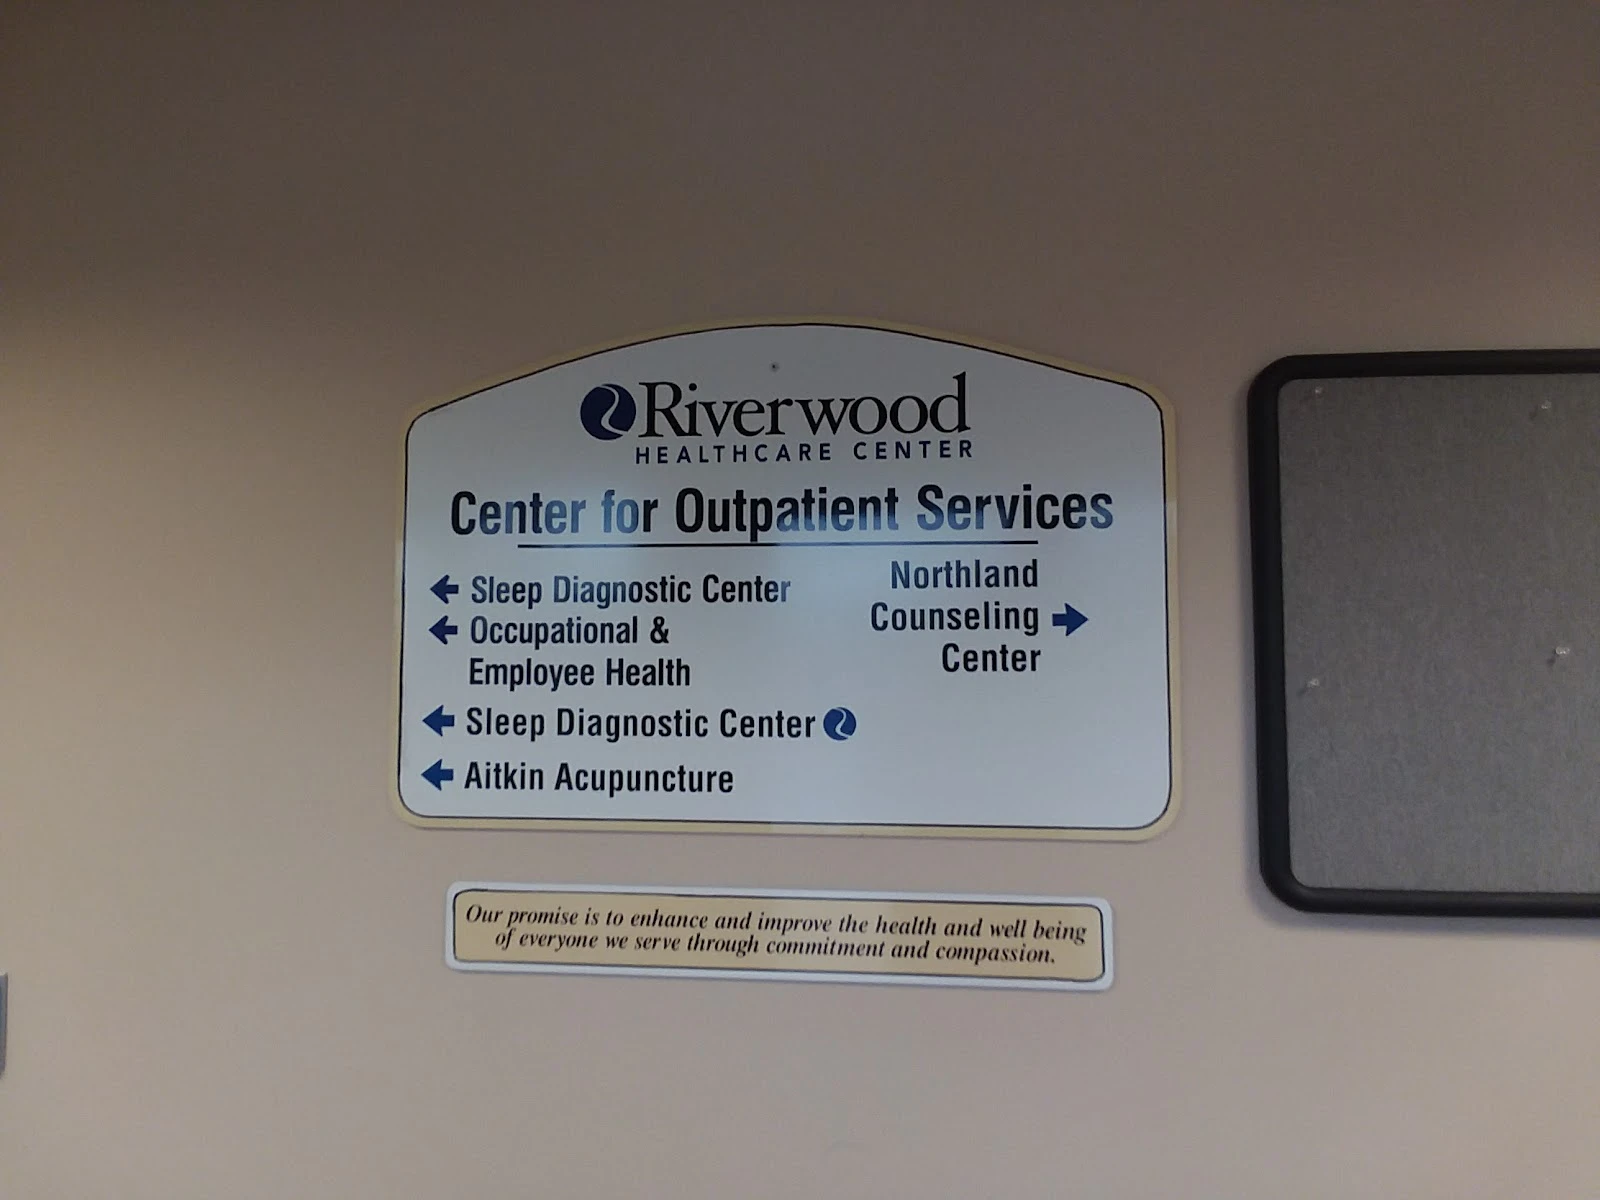 Riverwood
HEALTHCARE CENTER
Center for Outpatient Services
Sleep Diagnostic Center
Occupational &
Employee Health
Sleep Diagnostic Center
Aitkin Acupuncture
Northland
Counseling
Center
Our promise is to enhance and improve the health and well being
of everyone we serve through commitment and compassion.